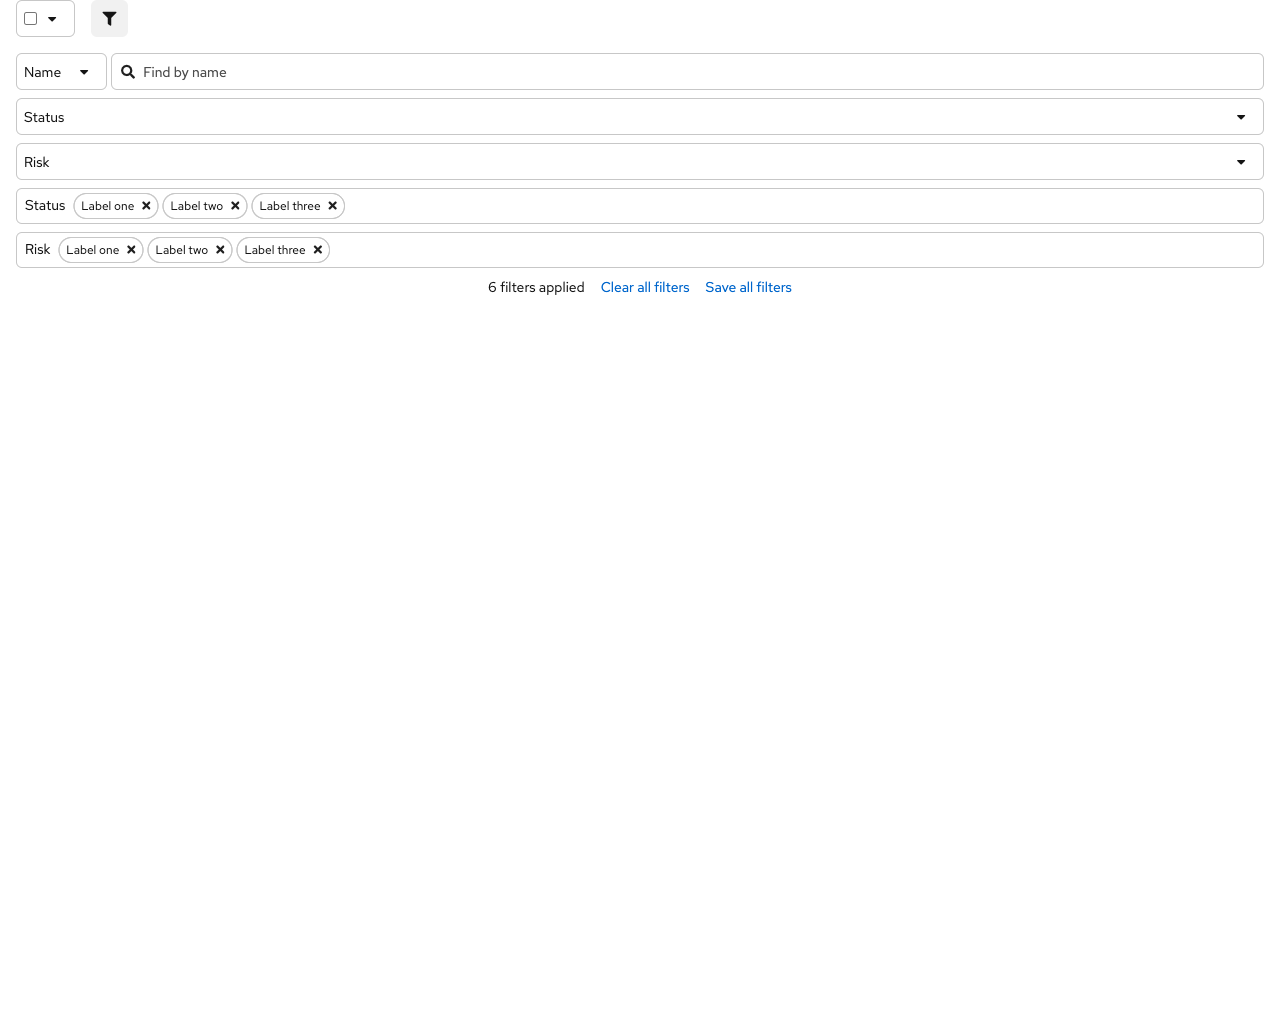 Name Find by name
Status
Risk
Status Label one Label two Label three
Risk Label one Label two Label three
6 filters applied Clear all filters Save all filters